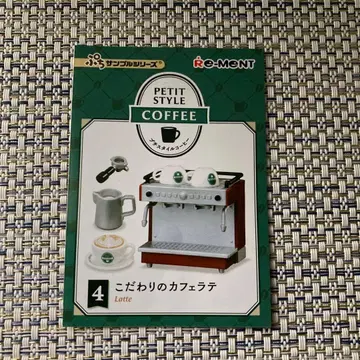 ぷちサンプルシリーズ®
RE-MENT
PETIT
STYLE
COFFEE
プチスタイルコーヒー
4
こだわりのカフェラテ
Latte